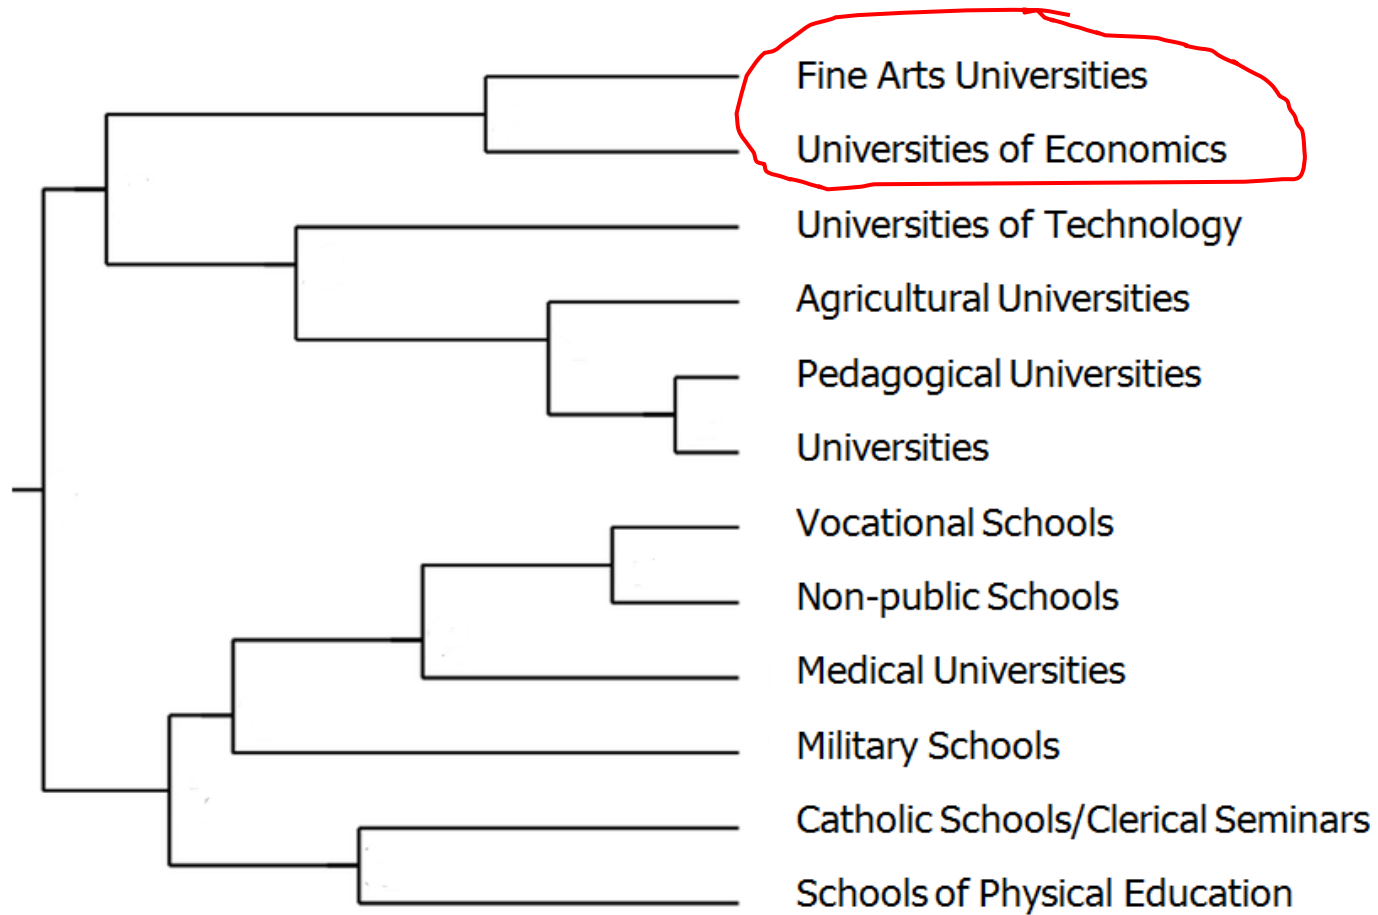 Fine Arts Universities
Universities of Economics
Universities of Technology
Agricultural Universities
Pedagogical Universities
Universities
Vocational Schools
Non-public Schools
Medical Universities
Military Schools
Catholic Schools/Clerical Seminars
Schools of Physical Education